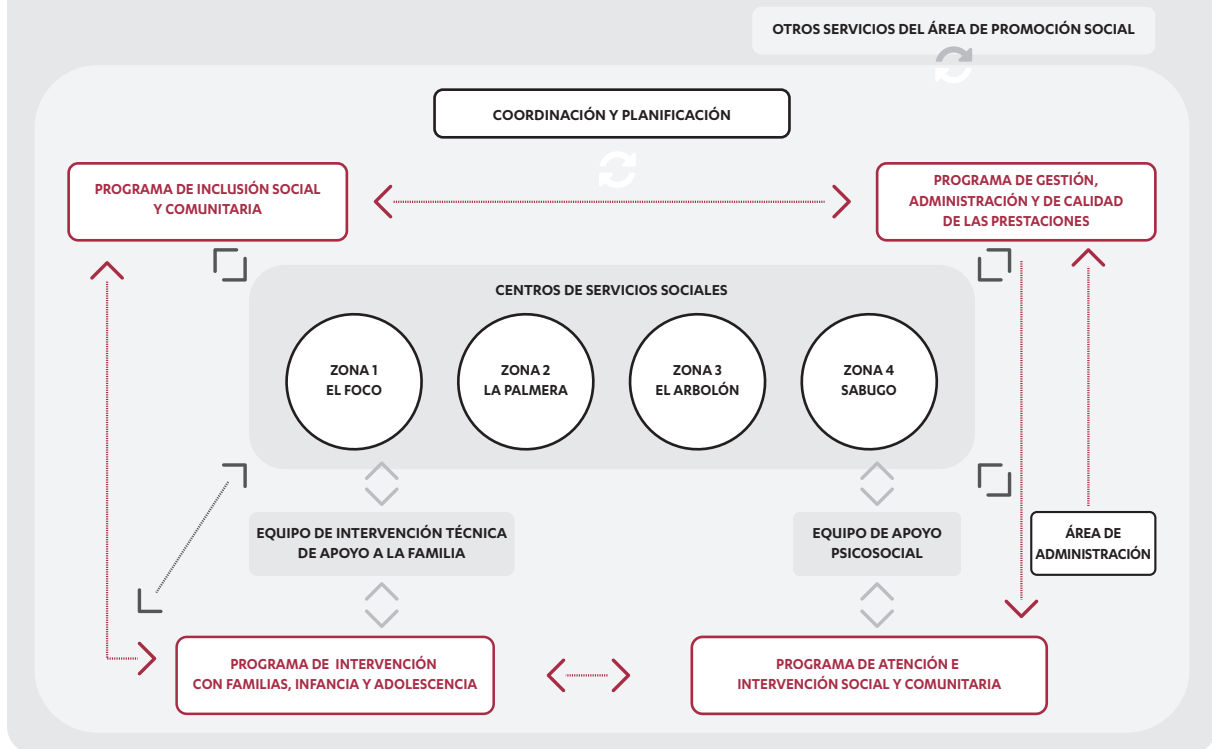 OTROS SERVICIOS DEL ÁREA DE PROMOCIÓN SOCIAL
COORDINACIÓN Y PLANIFICACIÓN
PROGRAMA DE INCLUSIÓN SOCIAL
Y COMUNITARIA
PROGRAMA DE GESTIÓN,
ADMINISTRACIÓN Y DE CALIDAD
DE LAS PRESTACIONES
CENTROS DE SERVICIOS SOCIALES
ZONA 1
EL FOCO
ZONA 2
LA PALMERA
ZONA 3
EL ARBOLÓN
ZONA 4
SABUGO
EQUIPO DE INTERVENCIÓN TÉCNICA
DE APOYO A LA FAMILIA
EQUIPO DE APOYO
PSICOSOCIAL
ÁREA DE
ADMINISTRACIÓN
PROGRAMA DE INTERVENCIÓN
CON FAMILIAS, INFANCIA Y ADOLESCENCIA
PROGRAMA DE ATENCIÓN E
INTERVENCIÓN SOCIAL Y COMUNITARIA